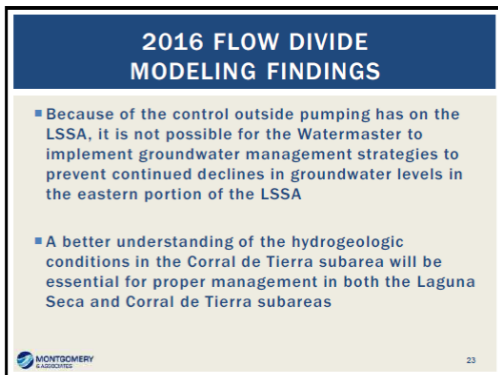 2016 FLOW DIVIDE
MODELING FINDINGS
Because of the control outside pumping has on the
LSSA, it is not possible for the Watermaster to
implement groundwater management strategies to
prevent continued declines in groundwater levels in
the eastern portion of the LSSA
A better understanding of the hydrogeologic
conditions in the Corral de Tierra subarea will be
essential for proper management in both the Laguna
Seca and Corral de Tierra subareas
MONTGOMERY
& ASSOCIATES
23